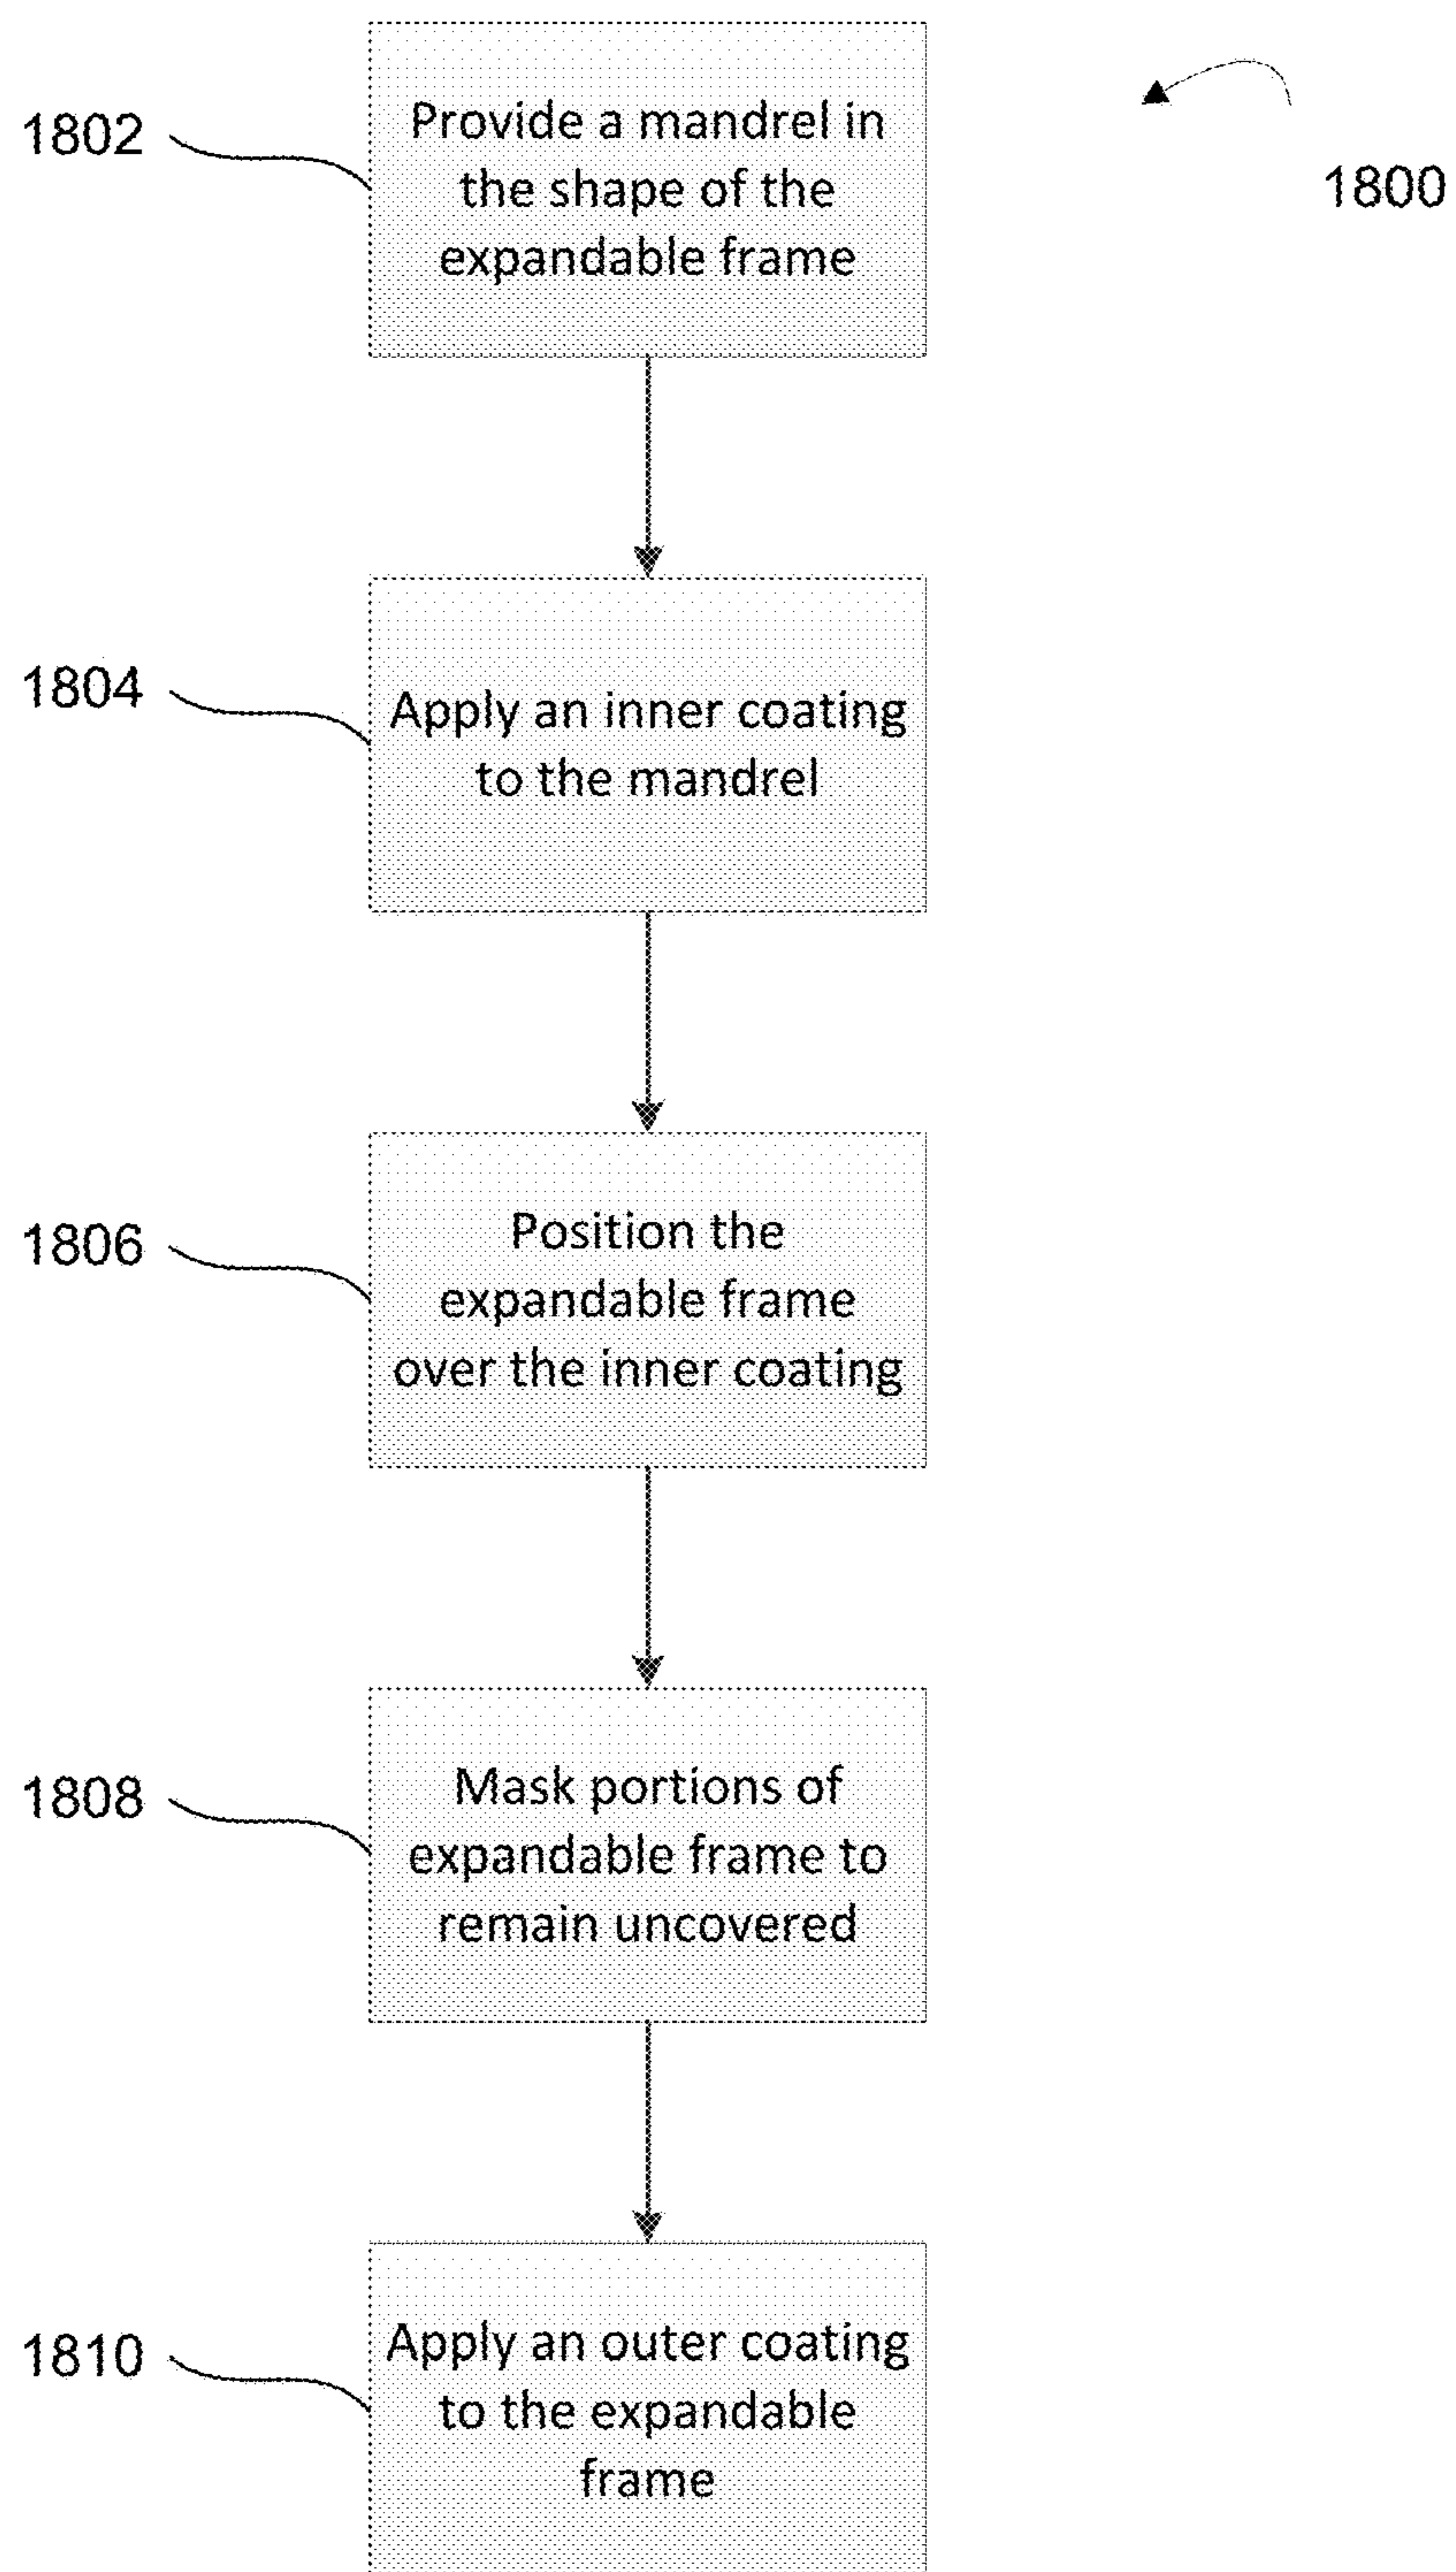 1800
1802
Provide a mandrel in
the shape of the
expandable frame
1804
Apply an inner coating
to the mandrel
1806
Position the
expandable frame
over the inner coating
1808
Mask portions of
expandable frame to
remain uncovered
1810
Apply an outer coating
to the expandable
frame